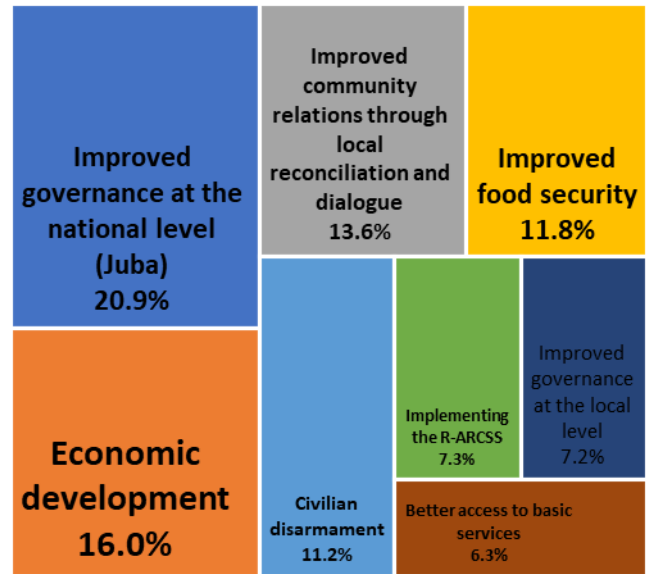 Improved
governance at the
national level
(Juba)
20.9%
Economic
development
16.0%
Improved
community
relations through
local
reconciliation and
dialogue
13.6%
Improved
food security
11.8%
Civilian
disarmament
11.2%
Implementing
the R-ARCSS
7.3%
Improved
governance
at the local
level
7.2%
Better access to basic
services
6.3%